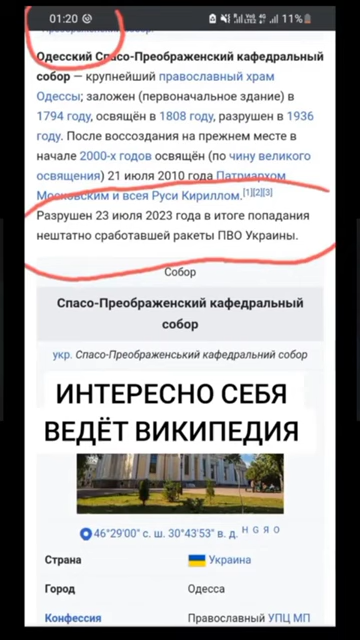 01:20
11%
Одесский Спасо-Преображенский кафедральный
собор — крупнейший православный храм
Одессы; заложен (первоначальное здание) в
1794 году, освящён в 1808 году, разрушен в 1936
году. После воссоздания на прежнем месте в
начале 2000-х годов освящён (по чину великого
освящения) 21 июля 2010 года Патриархом
Московским и всея Руси Кириллом.[1][2][3]
Разрушен 23 июля 2023 года в итоге попадания
нештатно сработавшей ракеты ПВО Украины.
Собор
Спасо-Преображенский кафедральный
собор
укр. Спасо-Преображенський кафедральний собор
ИНТЕРЕСНО СЕБЯ
ВЕДЁТ ВИКИПЕДИЯ
46°29′00″ с. ш. 30°43′53″ в. д. H G Я O
Страна Украина
Город Одесса
Конфессия Православный УПЦ МП